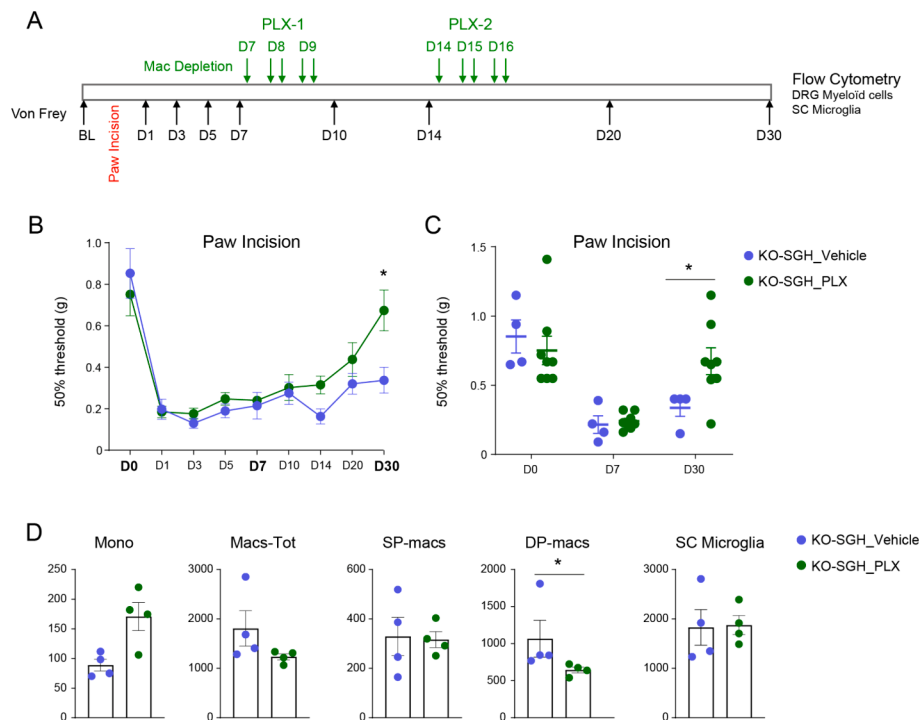 A
PLX-1
PLX-2
D7 D8 D9 D14 D15 D16
Mac Depletion
Flow Cytometry
DRG Myeloïd cells
SC Microglia
Von Frey
BL
Paw Incision
D1 D3 D5 D7 D10 D14 D20 D30
B
Paw Incision
50% threshold (g)
1.0
0.8
0.6
0.4
0.2
0.0
*
D0 D1 D3 D5 D7 D10 D14 D20 D30
C
Paw Incision
50% threshold (g)
1.5
1.0
0.5
0.0
*
D0 D7 D30
KO-SGH_Vehicle
KO-SGH_PLX
D
Mono
250
200
150
100
50
0
Macs-Tot
3000
2000
1000
0
SP-macs
600
400
200
0
DP-macs
*
2000
1500
1000
500
0
SC Microglia
3000
2000
1000
0
KO-SGH_Vehicle
KO-SGH_PLX